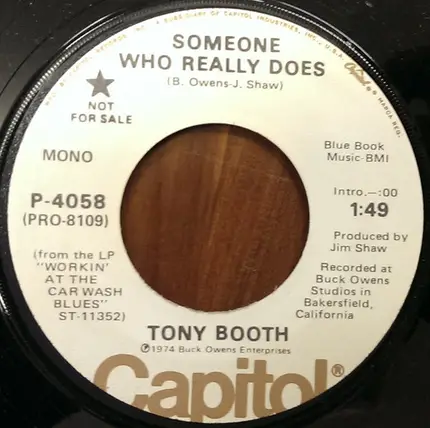 SOMEONE
WHO REALLY DOES
(B. Owens-J. Shaw)
★
NOT
FOR SALE
MONO
P-4058
(PRO-8109)
(from the LP
"WORKIN'
AT THE
CAR WASH
BLUES"
ST-11352)
Blue Book
Music-BMI
Intro.–:00
1:49
Produced by
Jim Shaw
Recorded at
Buck Owens
Studios in
Bakersfield,
California
TONY BOOTH
℗1974 Buck Owens Enterprises
Capitol®